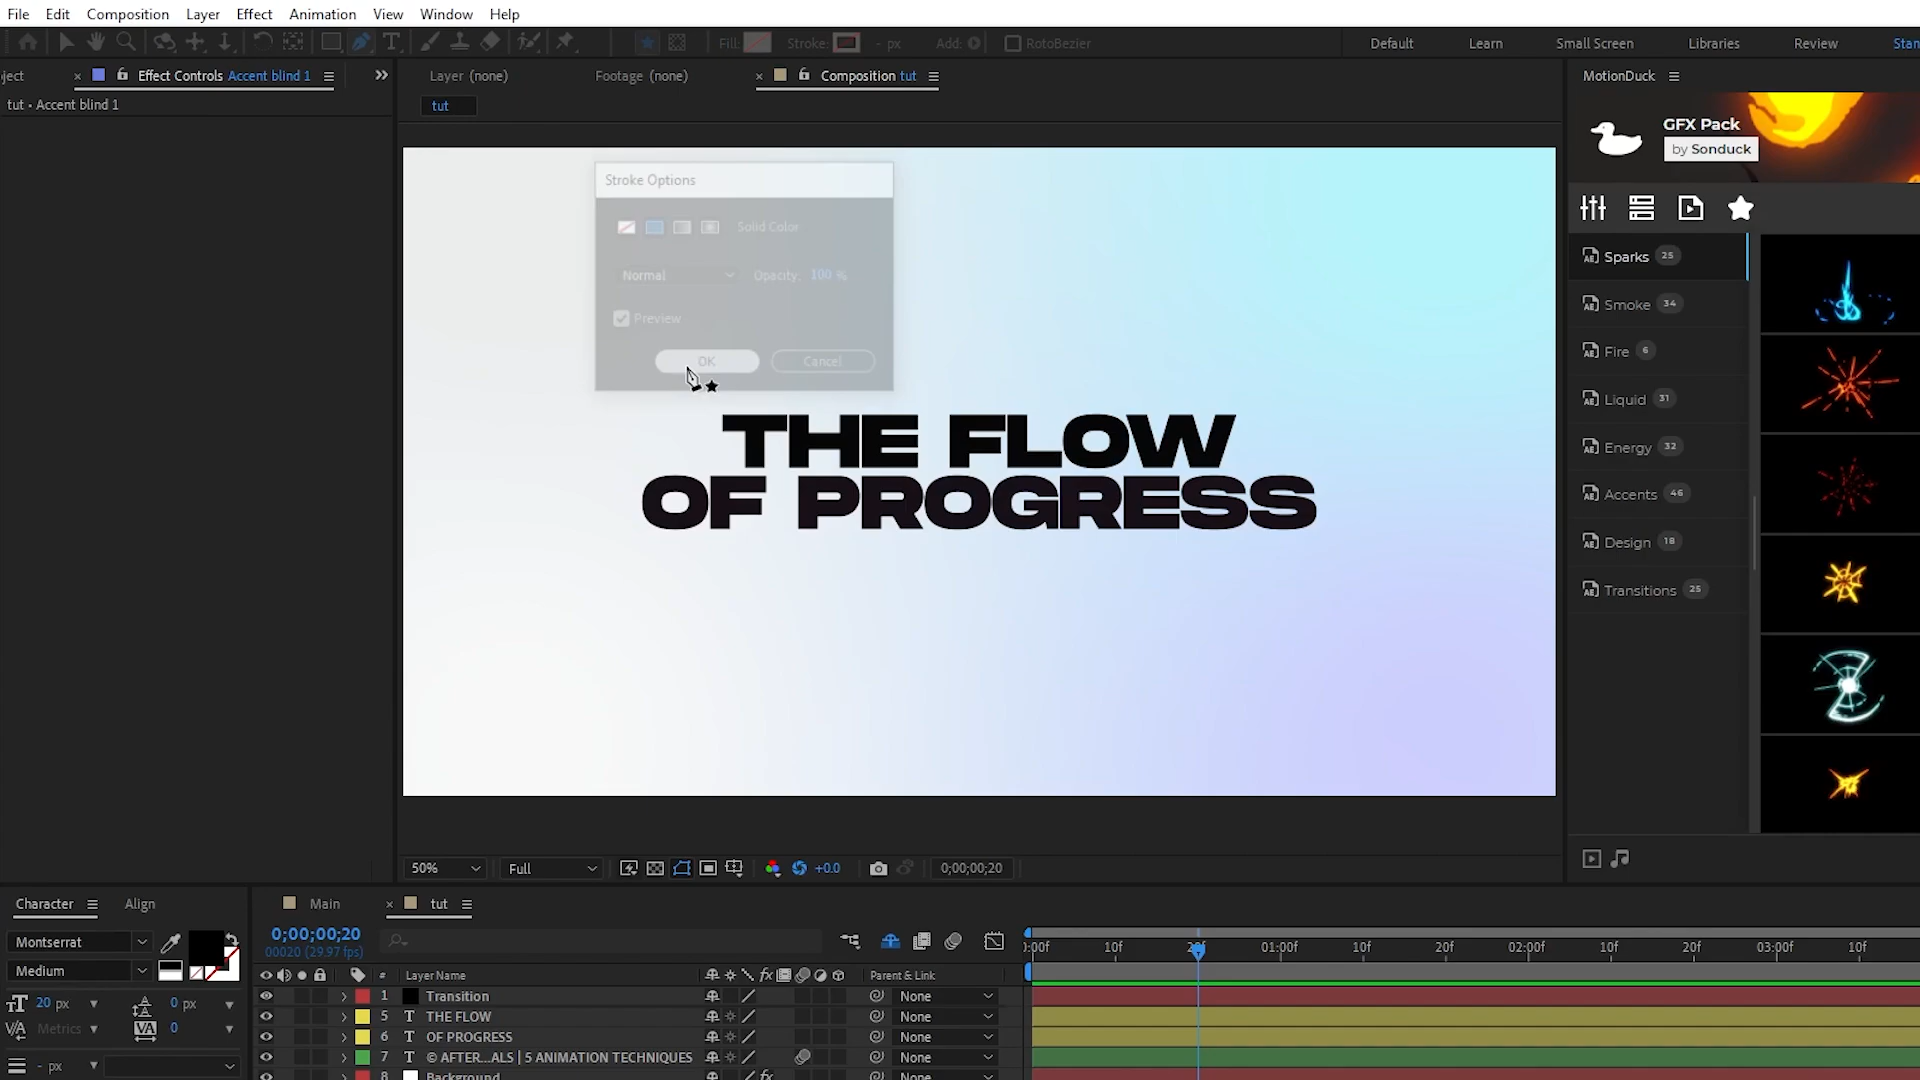 File Edit Composition Layer Effect Animation View Window Help
Fill: Stroke: - px Add: RotoBezier Default Learn Small Screen Libraries Review Stan
ject × Effect Controls Accent blind 1 Layer (none) Footage (none) × Composition tut MotionDuck
tut • Accent blind 1
tut
GFX Pack
by Sonduck
Stroke Options
Solid Color
Normal Opacity: 100 %
Preview
OK Cancel
THE FLOW
OF PROGRESS
Sparks 25
Smoke 34
Fire 6
Liquid 31
Energy 32
Accents 46
Design 18
Transitions 25
50% Full +0.0 0;00;00;20
Character Align
Montserrat
Medium
20 px 0 px
Metrics 0
- px
Main × tut
0;00;00;20
00020 (29.97 fps)
):00f 10f 20f 01:00f 10f 20f 02:00f 10f 20f 03:00f 10f
# Layer Name fx Parent & Link
1 Transition None
5 T THE FLOW None
6 T OF PROGRESS None
7 T © AFTER...ALS | 5 ANIMATION TECHNIQUES None
8 Background fx None